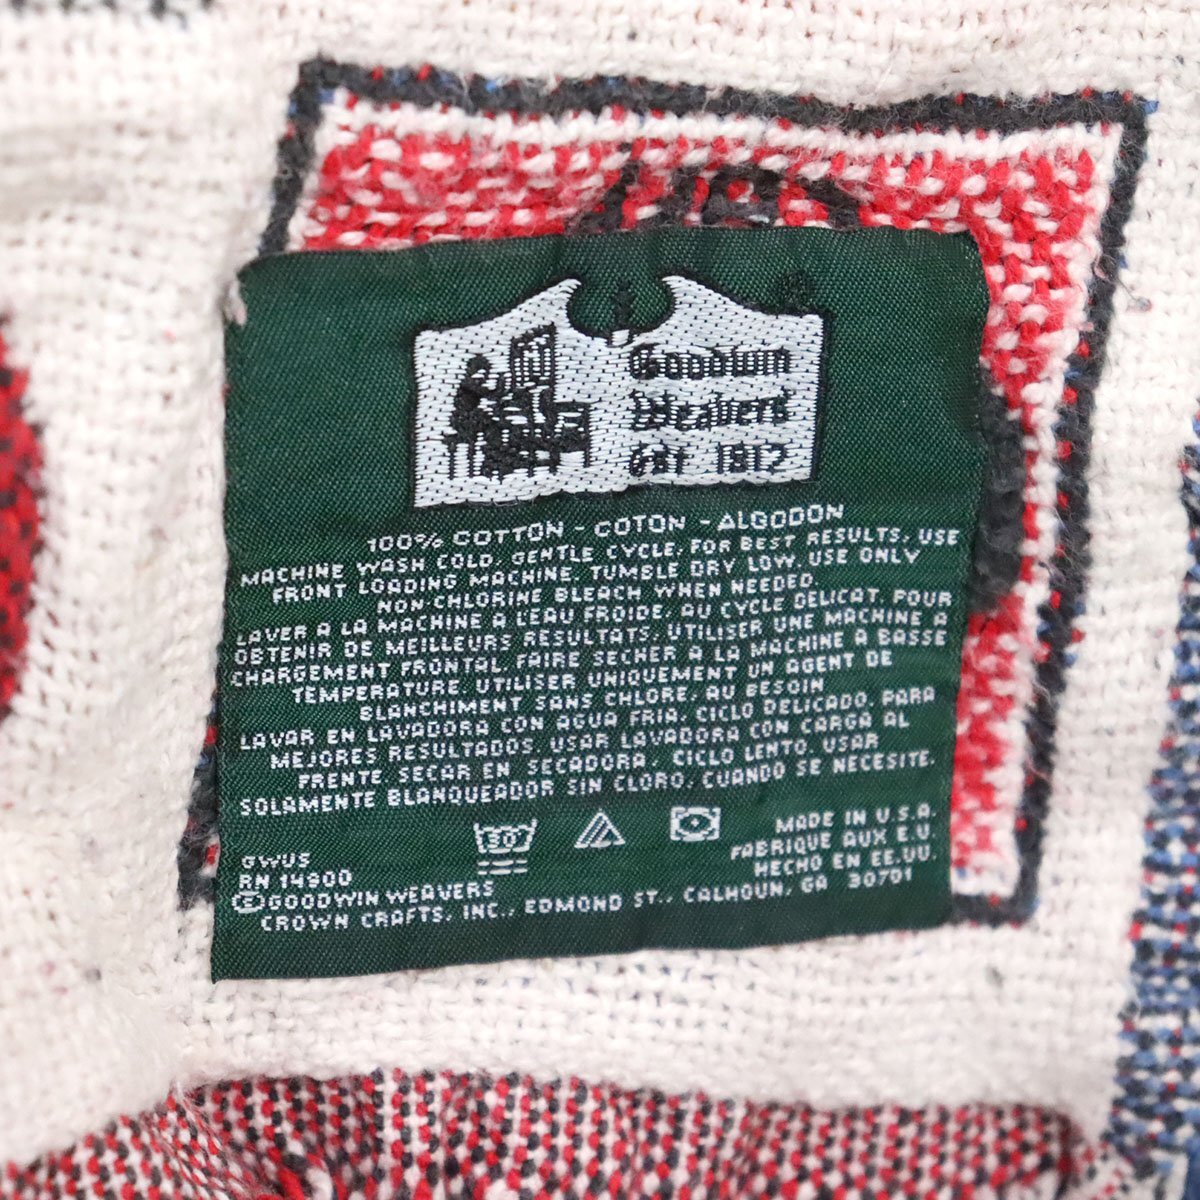 Goodwin
Weavers
Est 1812
100% COTTON - COTON - ALGODON
MACHINE WASH COLD, GENTLE CYCLE, FOR BEST RESULTS, USE
FRONT LOADING MACHINE. TUMBLE DRY LOW. USE ONLY
NON CHLORINE BLEACH WHEN NEEDED.
LAVER A LA MACHINE A L'EAU FROIDE, AU CYCLE DELICAT. POUR
OBTENIR DE MEILLEURS RESULTATS, UTILISER UNE MACHINE A
CHARGEMENT FRONTAL. FAIRE SECHER A LA MACHINE A BASSE
TEMPERATURE. UTILISER UNIQUEMENT UN AGENT DE
BLANCHIMENT SANS CHLORE, AU BESOIN
LAVAR EN LAVADORA CON AGUA FRIA, CICLO DELICADO, PARA
MEJORES RESULTADOS USAR LAVADORA CON CARGA AL
FRENTE SECAR EN SECADORA, CICLO LENTO, USAR
SOLAMENTE BLANQUEADOR SIN CLORO, CUANDO SE NECESITE.
30
MADE IN U.S.A.
FABRIQUE AUX E.U.
HECHO EN EE.UU.
GWUS
RN 14900
©GOODWIN WEAVERS
CROWN CRAFTS, INC., EDMOND ST., CALHOUN, GA 30701